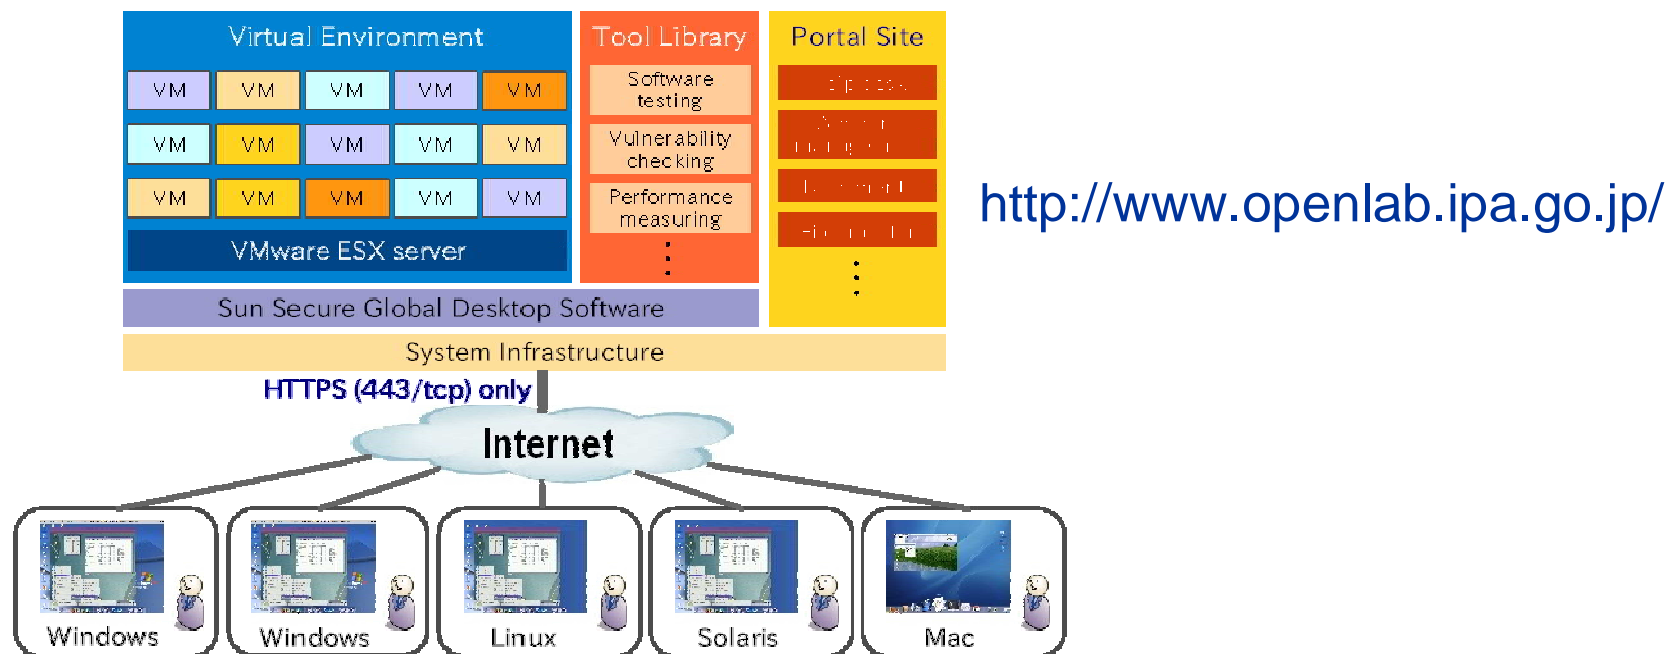 Virtual Environment
VM VM VM VM VM
VM VM VM VM VM
VM VM VM VM VM
VMware ESX server
Tool Library
Software
testing
Vulnerability
checking
Performance
measuring
Portal Site
Sun Secure Global Desktop Software
System Infrastructure
http://www.openlab.ipa.go.jp/
HTTPS (443/tcp) only
Internet
Windows
Windows
Linux
Solaris
Mac